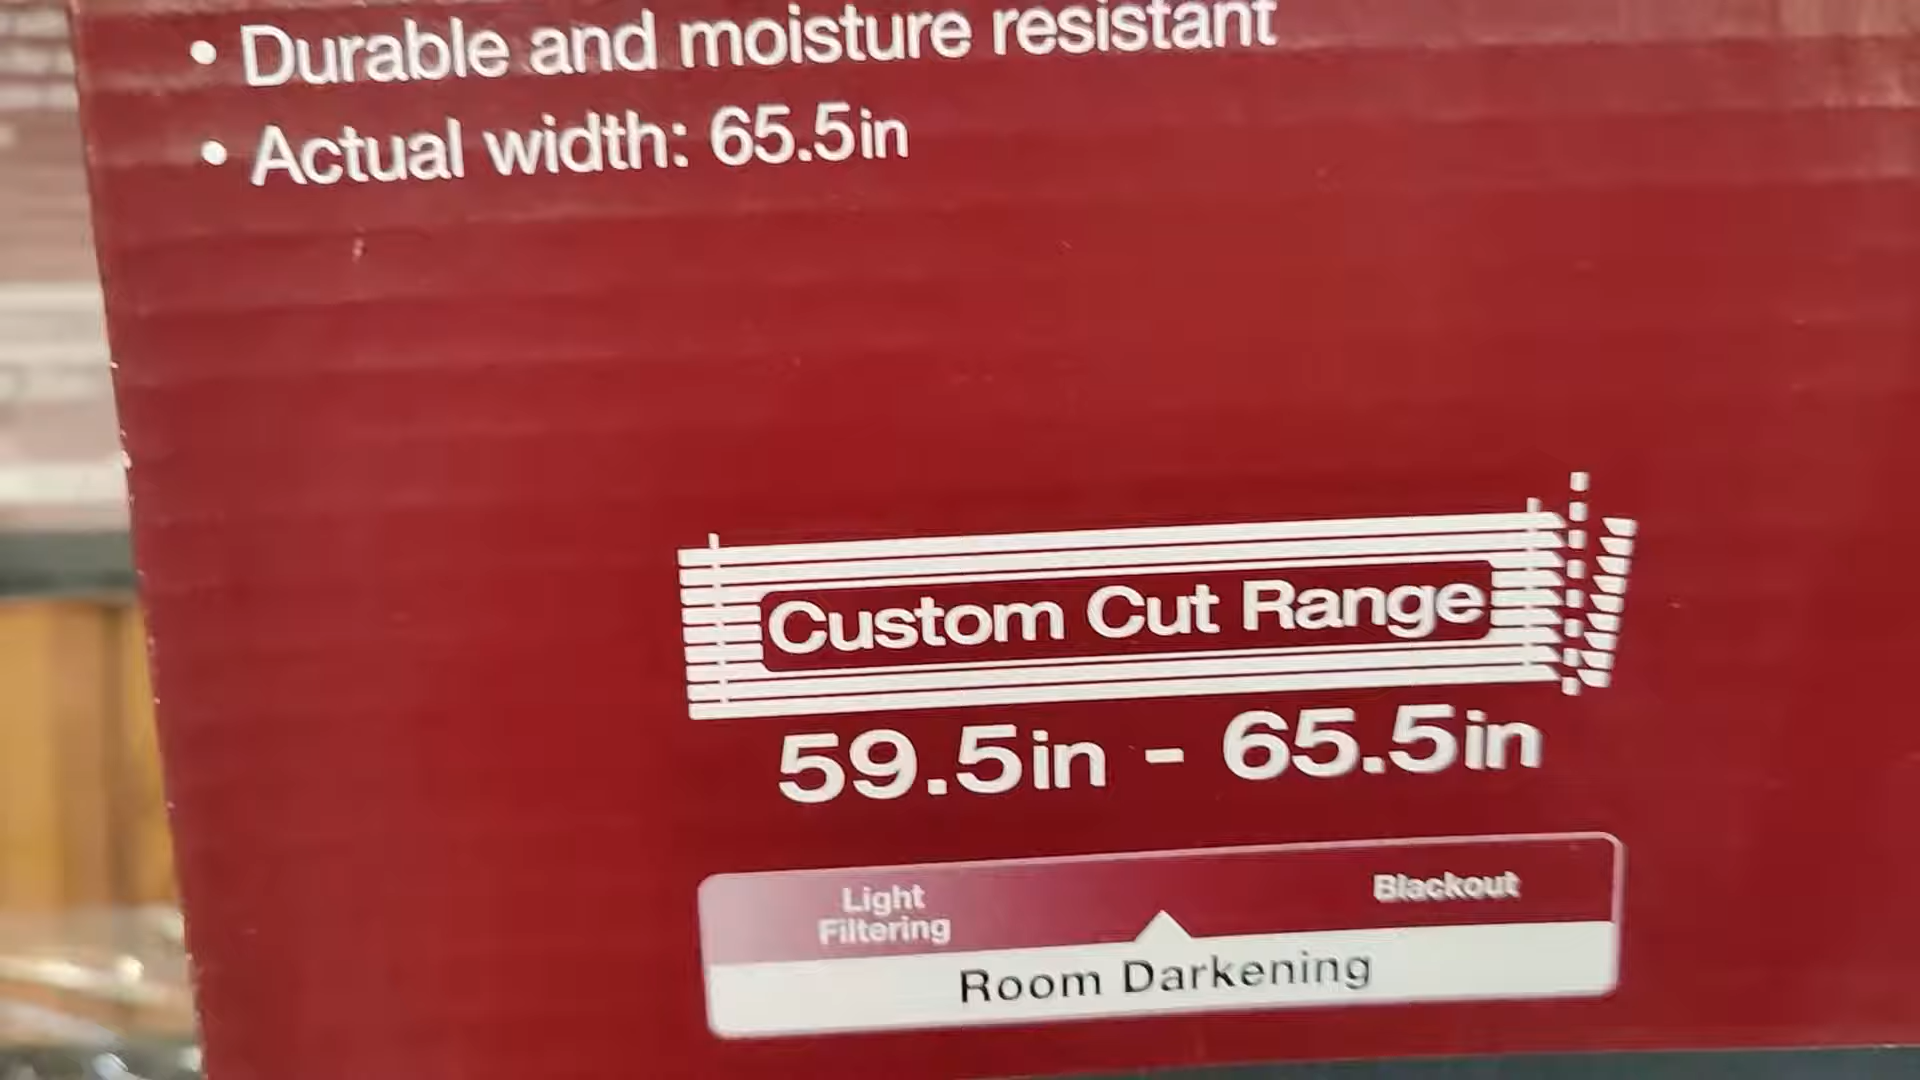 • Durable and moisture resistant
• Actual width: 65.5in
Custom Cut Range
59.5in - 65.5in
Light
Filtering
Blackout
Room Darkening